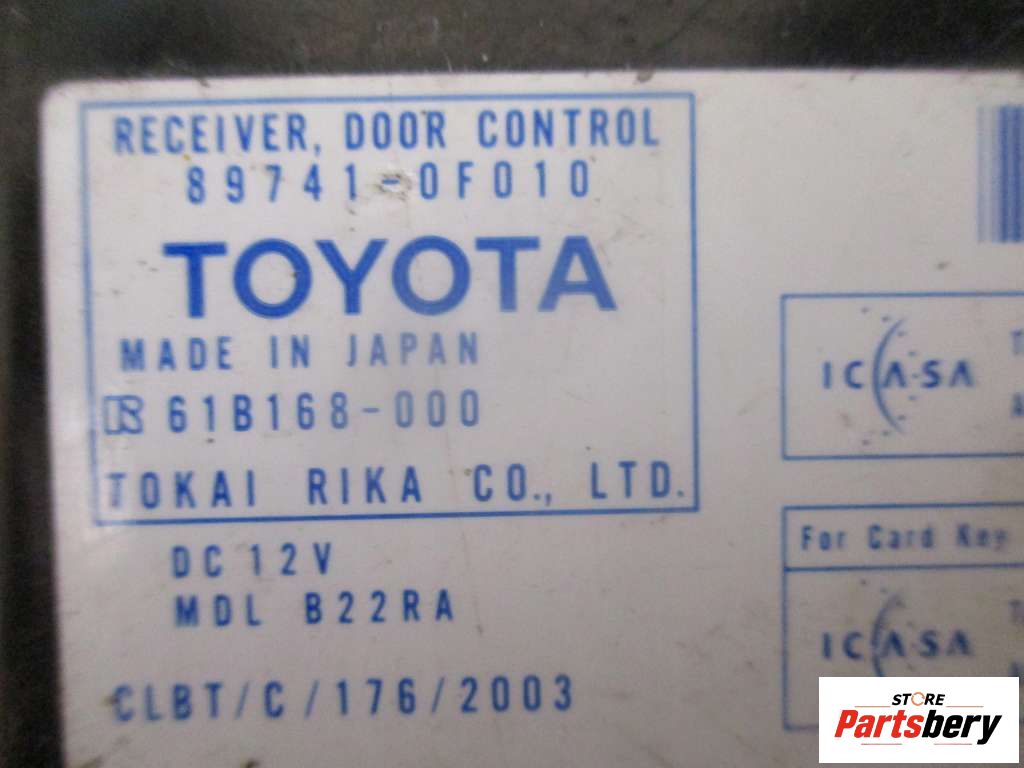 RECEIVER, DOOR CONTROL
89741-0F010
TOYOTA
MADE IN JAPAN
61B168-000
TOKAI RIKA CO., LTD.
DC 12V
MDL B22RA
CLBT/C/176/2003
ICASA
For Card Key
ICASA
STORE
Partsbery